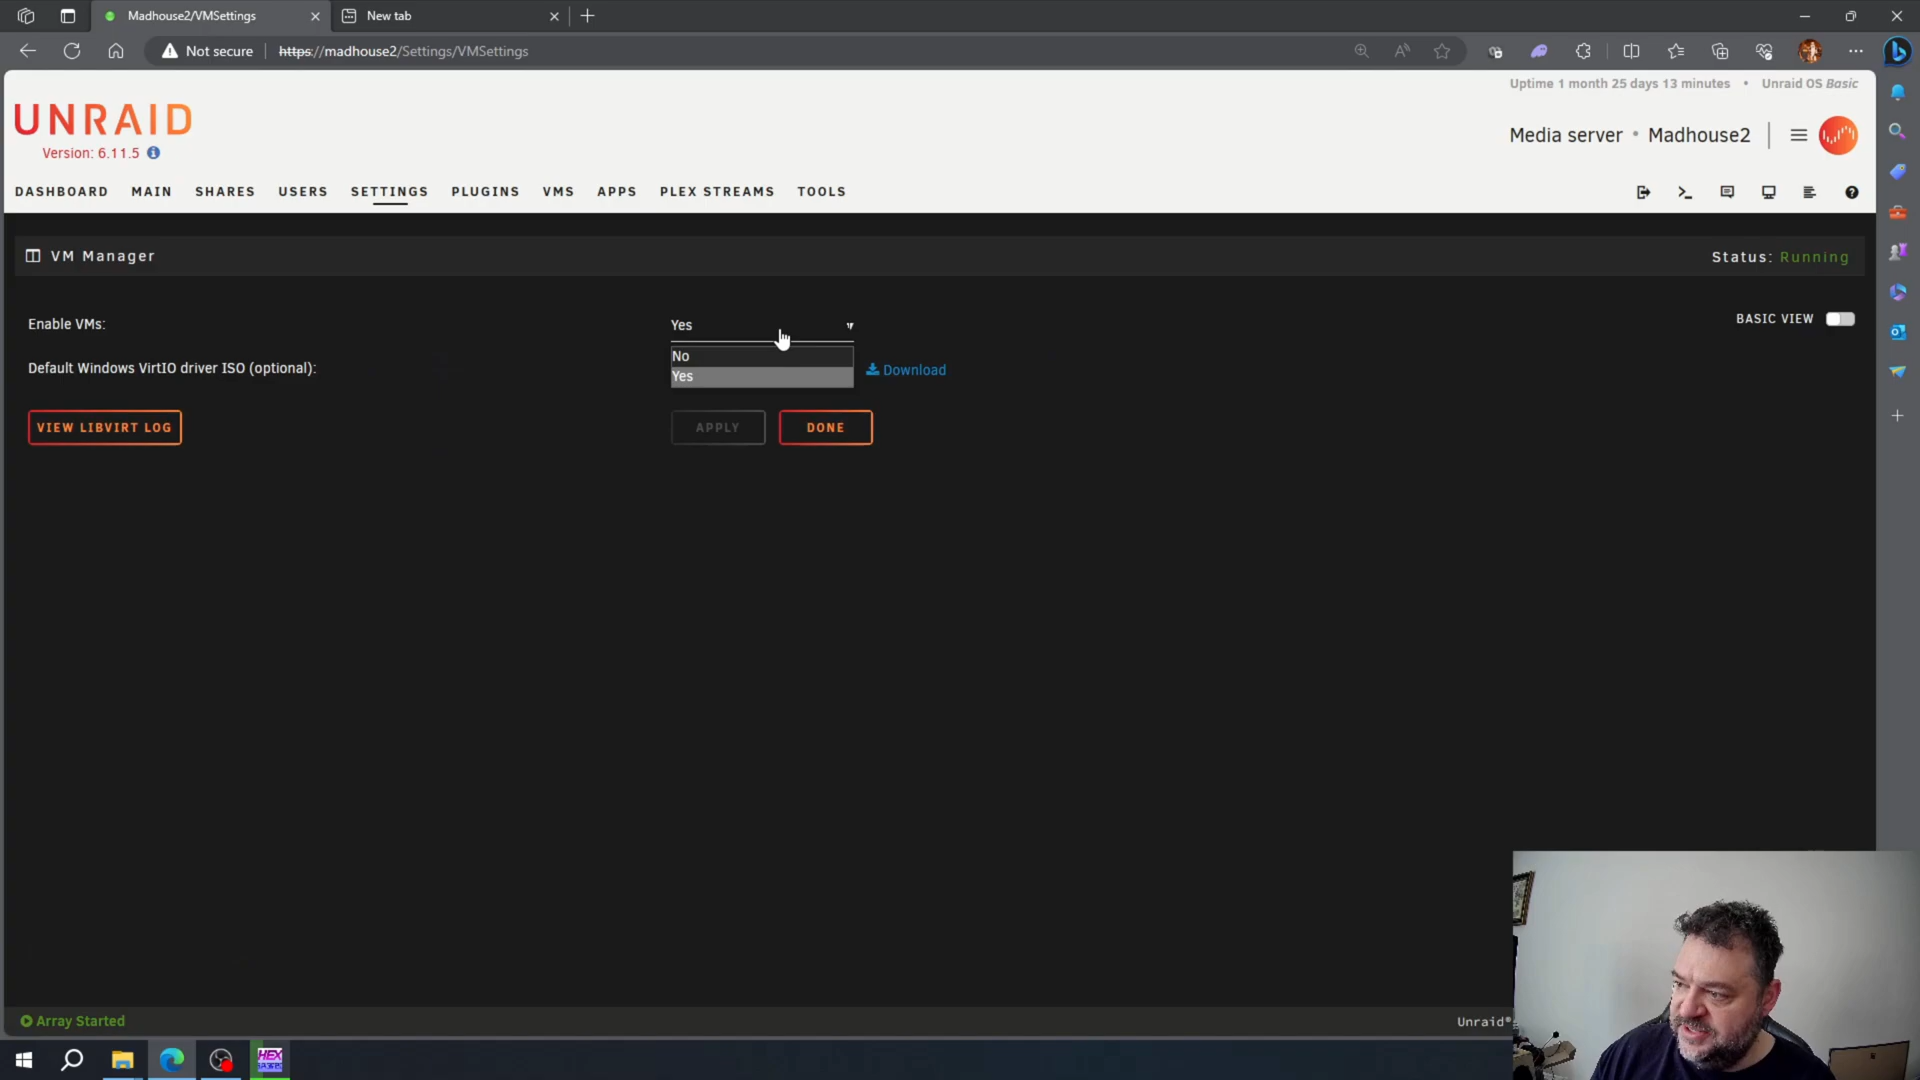 Madhouse2/VMSettings
New tab
Not secure
https://madhouse2/Settings/VMSettings
Uptime 1 month 25 days 13 minutes • Unraid OS Basic
UNRAID
Version: 6.11.5
Media server • Madhouse2
DASHBOARD MAIN SHARES USERS SETTINGS PLUGINS VMS APPS PLEX STREAMS TOOLS
VM Manager
Status: Running
Enable VMs:
Yes
BASIC VIEW
No
Yes
Default Windows VirtIO driver ISO (optional):
Download
VIEW LIBVIRT LOG
APPLY
DONE
Array Started
Unraid®
HEX